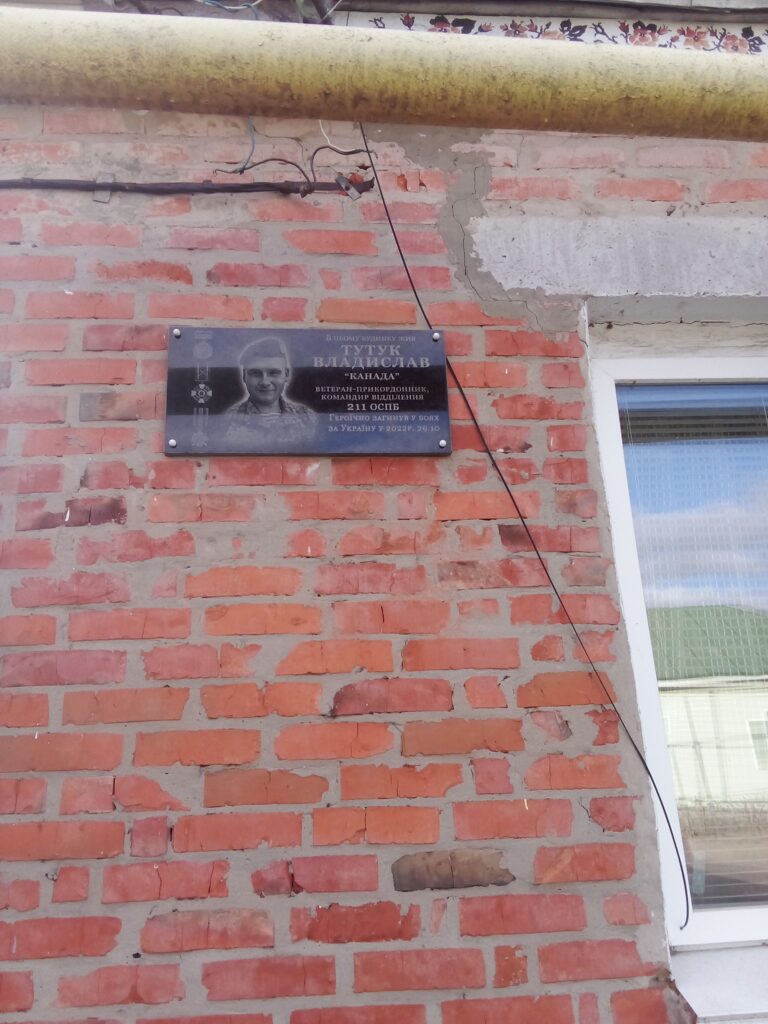 В цьому будинку жив
ТУТУК
ВЛАДИСЛАВ
"КАНАДА"
ВЕТЕРАН-ПРИКОРДОННИК,
КОМАНДИР ВІДДІЛЕННЯ
211 ОСПБ
Героїчно загинув у боях
за Україну у 2022р. 29.10